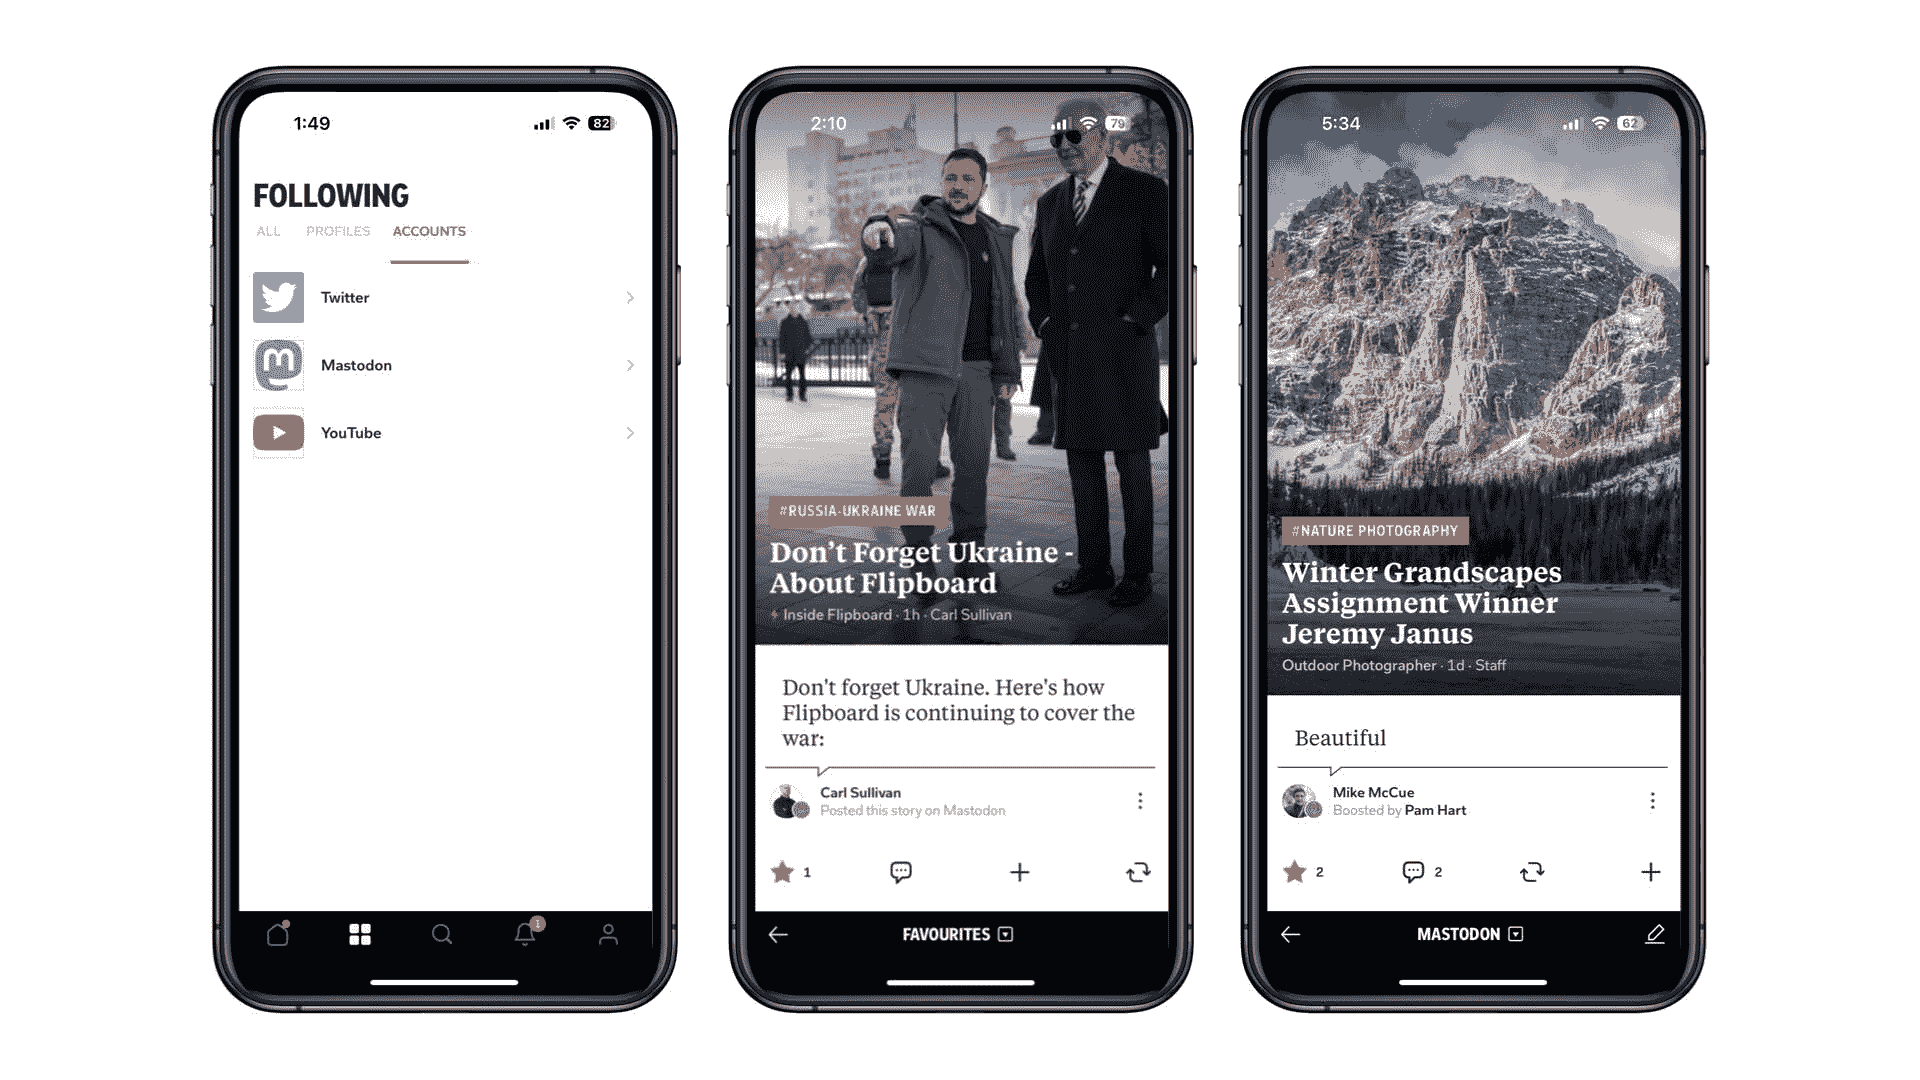 1:49
82
FOLLOWING
ALL PROFILES ACCOUNTS
Twitter
Mastodon
YouTube
1
2:10
79
#RUSSIA-UKRAINE WAR
Don’t Forget Ukraine -
About Flipboard
Inside Flipboard · 1h · Carl Sullivan
Don't forget Ukraine. Here's how
Flipboard is continuing to cover the
war:
Carl Sullivan
Posted this story on Mastodon
1
FAVOURITES
5:34
62
#NATURE PHOTOGRAPHY
Winter Grandscapes
Assignment Winner
Jeremy Janus
Outdoor Photographer · 1d · Staff
Beautiful
Mike McCue
Boosted by Pam Hart
2 2
MASTODON